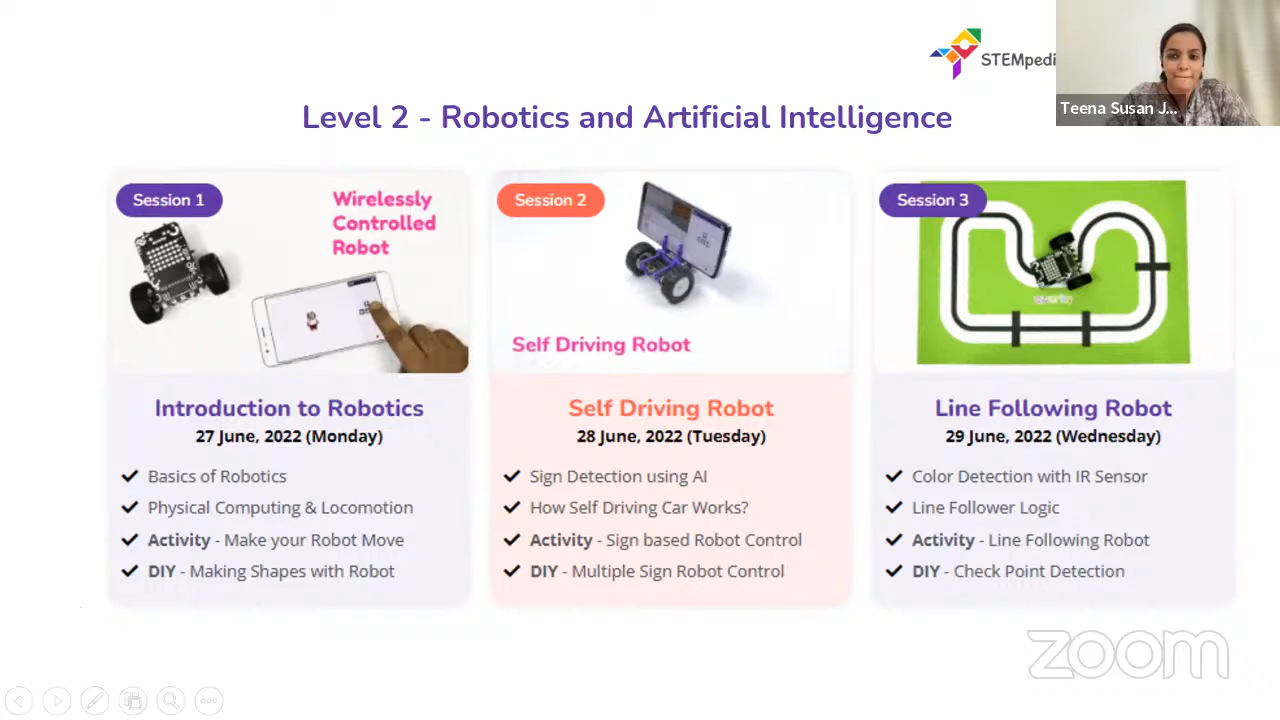 STEMpedi
Teena Susan J...
Level 2 - Robotics and Artificial Intelligence
Session 1
Wirelessly
Controlled
Robot
Introduction to Robotics
27 June, 2022 (Monday)
Basics of Robotics
Physical Computing & Locomotion
Activity - Make your Robot Move
DIY - Making Shapes with Robot
Session 2
Self Driving Robot
Self Driving Robot
28 June, 2022 (Tuesday)
Sign Detection using AI
How Self Driving Car Works?
Activity - Sign based Robot Control
DIY - Multiple Sign Robot Control
Session 3
Line Following Robot
29 June, 2022 (Wednesday)
Color Detection with IR Sensor
Line Follower Logic
Activity - Line Following Robot
DIY - Check Point Detection
zoom